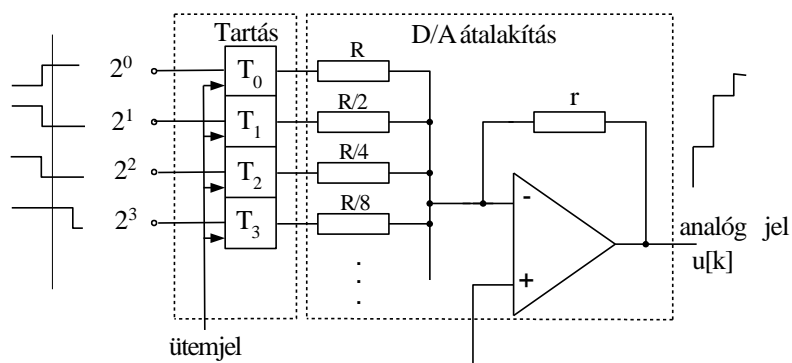 Tartás
D/A átalakítás
2⁰ T₀ R
2¹ T₁ R/2
2² T₂ R/4
2³ T₃ R/8
r
-
+
analóg jel
u[k]
ütemjel